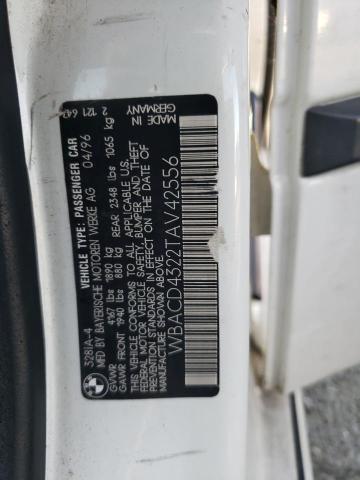 328IA-4 VEHICLE TYPE: PASSENGER CAR 2 121 642
MFD BY BAYERISCHE MOTOREN WERKE AG 04/96
GVWR 4167 lbs 1890 kg
GAWR FRONT 1940 lbs 880 kg REAR 2348 lbs 1065 kg
THIS VEHICLE CONFORMS TO ALL APPLICABLE U.S.
FEDERAL MOTOR VEHICLE SAFETY, BUMPER, AND THEFT
PREVENTION STANDARDS IN EFFECT ON THE DATE OF
MANUFACTURE SHOWN ABOVE.
MADE IN
GERMANY
WBACD4322TAV42556